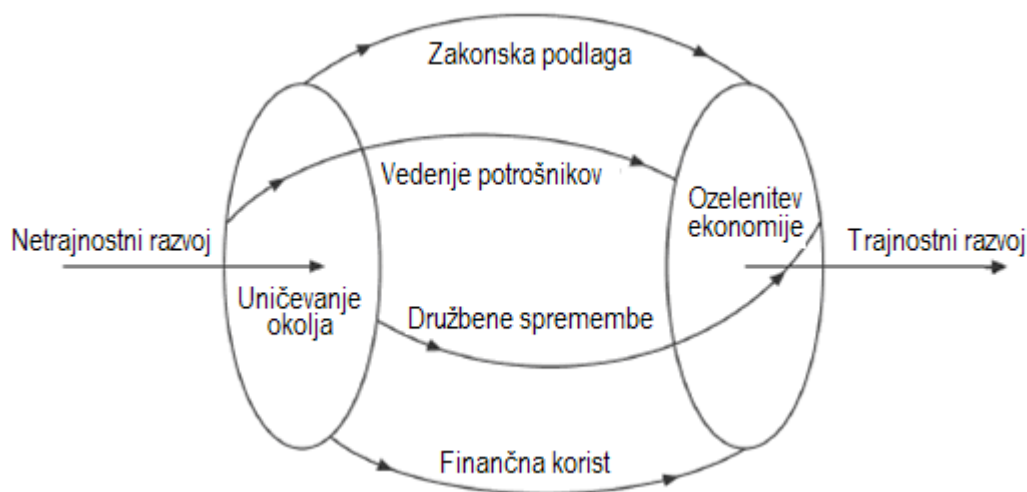 Zakonska podlaga
Vedenje potrošnikov
Ozelenitev
ekonomije
Netrajnostni razvoj
Trajnostni razvoj
Uničevanje
okolja
Družbene spremembe
Finančna korist